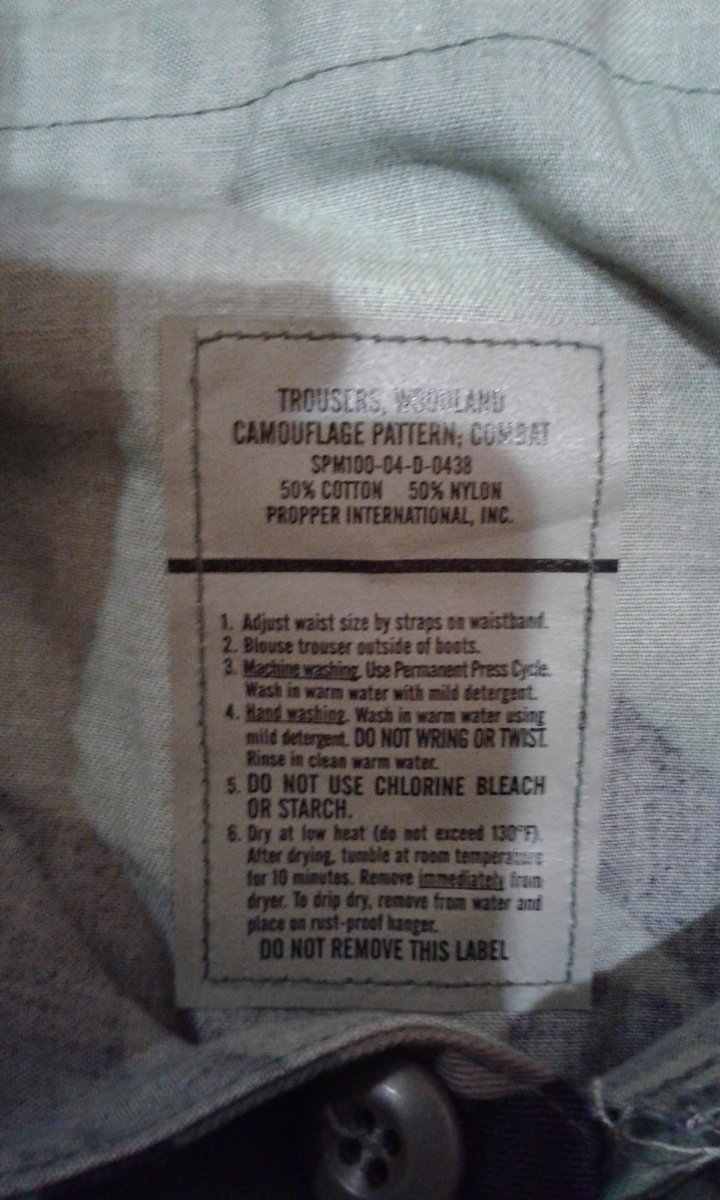 TROUSERS, WOODLAND
CAMOUFLAGE PATTERN; COMBAT
SPM100-04-D-0438
50% COTTON 50% NYLON
PROPPER INTERNATIONAL, INC.
1. Adjust waist size by straps on waistband.
2. Blouse trouser outside of boots.
3. Machine washing. Use Permanent Press Cycle.
Wash in warm water with mild detergent.
4. Hand washing. Wash in warm water using
mild detergent. DO NOT WRING OR TWIST.
Rinse in clean warm water.
5. DO NOT USE CHLORINE BLEACH
OR STARCH.
6. Dry at low heat (do not exceed 130°F).
After drying, tumble at room temperature
for 10 minutes. Remove immediately from
dryer. To drip dry, remove from water and
place on rust-proof hanger.
DO NOT REMOVE THIS LABEL